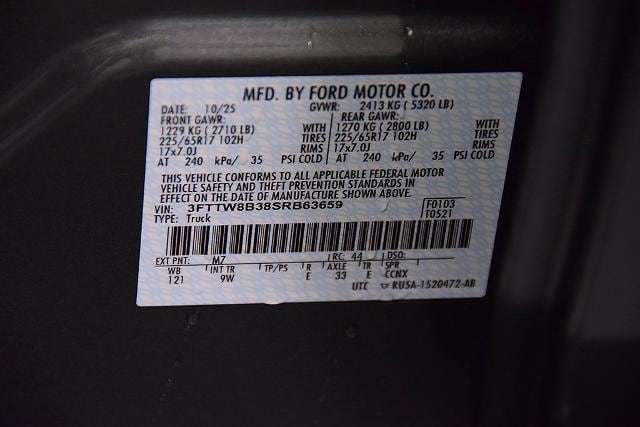 MFD. BY FORD MOTOR CO.
DATE: 10/25 GVWR: 2413 KG ( 5320 LB)
FRONT GAWR: REAR GAWR:
1229 KG ( 2710 LB) WITH 1270 KG ( 2800 LB) WITH
225/65R17 102H TIRES 225/65R17 102H TIRES
17x7.0J RIMS 17x7.0J RIMS
AT 240 kPa/ 35 PSI COLD AT 240 kPa/ 35 PSI COLD
THIS VEHICLE CONFORMS TO ALL APPLICABLE FEDERAL MOTOR
VEHICLE SAFETY AND THEFT PREVENTION STANDARDS IN
EFFECT ON THE DATE OF MANUFACTURE SHOWN ABOVE.
VIN: 3FTTW8B38SRB63659 F0103
TYPE: Truck T0521
EXT PNT: M7 RC: 44 DSO:
WB INT TR TP/PS R AXLE TR SPR
121 9W E 33 E CCNX
UTC ▽ RU5A-1520472-AB